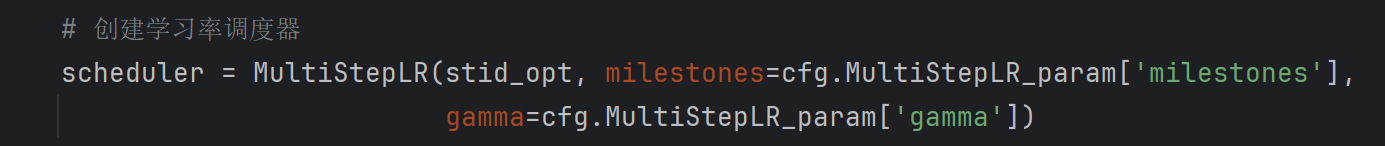 # 创建学习率调度器
scheduler = MultiStepLR(stid_opt, milestones=cfg.MultiStepLR_param['milestones'],
gamma=cfg.MultiStepLR_param['gamma'])